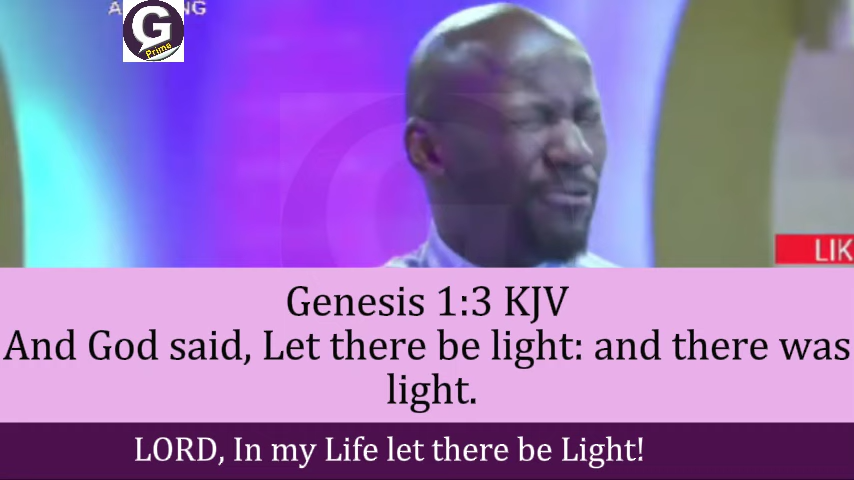 G
Prime
LIK
Genesis 1:3 KJV
And God said, Let there be light: and there was
light.
LORD, In my Life let there be Light!